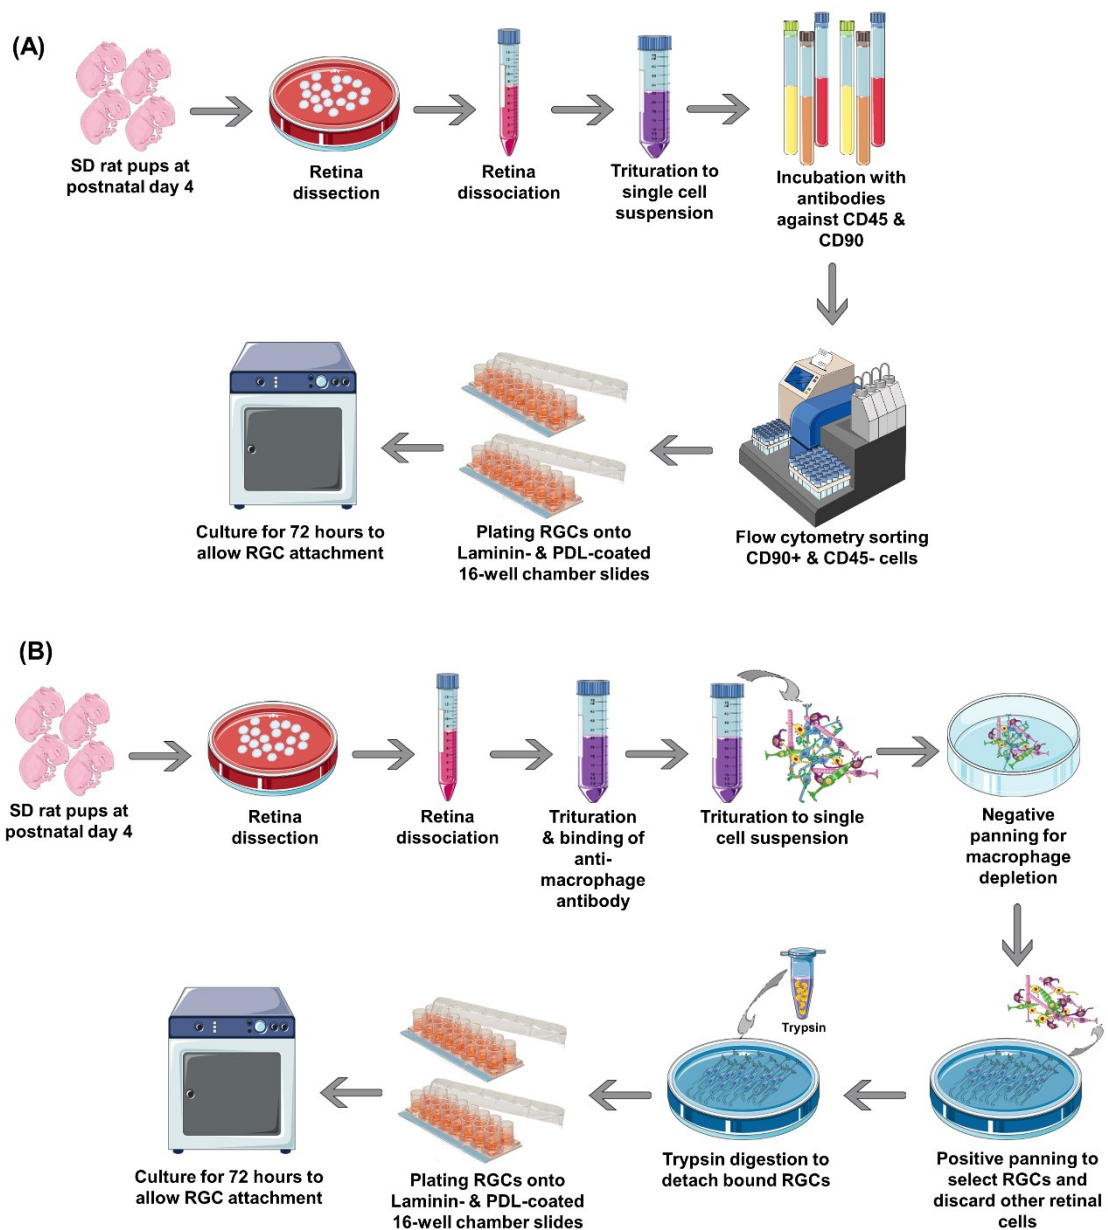 (A)
SD rat pups at
postnatal day 4
Retina
dissection
Retina
dissociation
Trituration to
single cell
suspension
Incubation with
antibodies
against CD45 &
CD90
Flow cytometry sorting
CD90+ & CD45- cells
Plating RGCs onto
Laminin- & PDL-coated
16-well chamber slides
Culture for 72 hours to
allow RGC attachment
(B)
SD rat pups at
postnatal day 4
Retina
dissection
Retina
dissociation
Trituration
& binding of
anti-
macrophage
antibody
Trituration to single
cell suspension
Negative
panning for
macrophage
depletion
Positive panning to
select RGCs and
discard other retinal
cells
Trypsin
Trypsin digestion to
detach bound RGCs
Plating RGCs onto
Laminin- & PDL-coated
16-well chamber slides
Culture for 72 hours to
allow RGC attachment